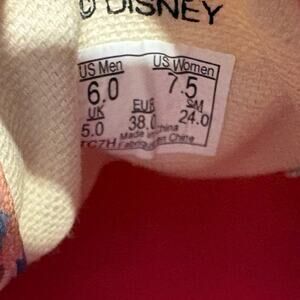 © DISNEY
US Men US Women
6.0 7.5
UK EUR SM
5.0 38.0 24.0
Made in China
TC7H Fabriqué en Chine